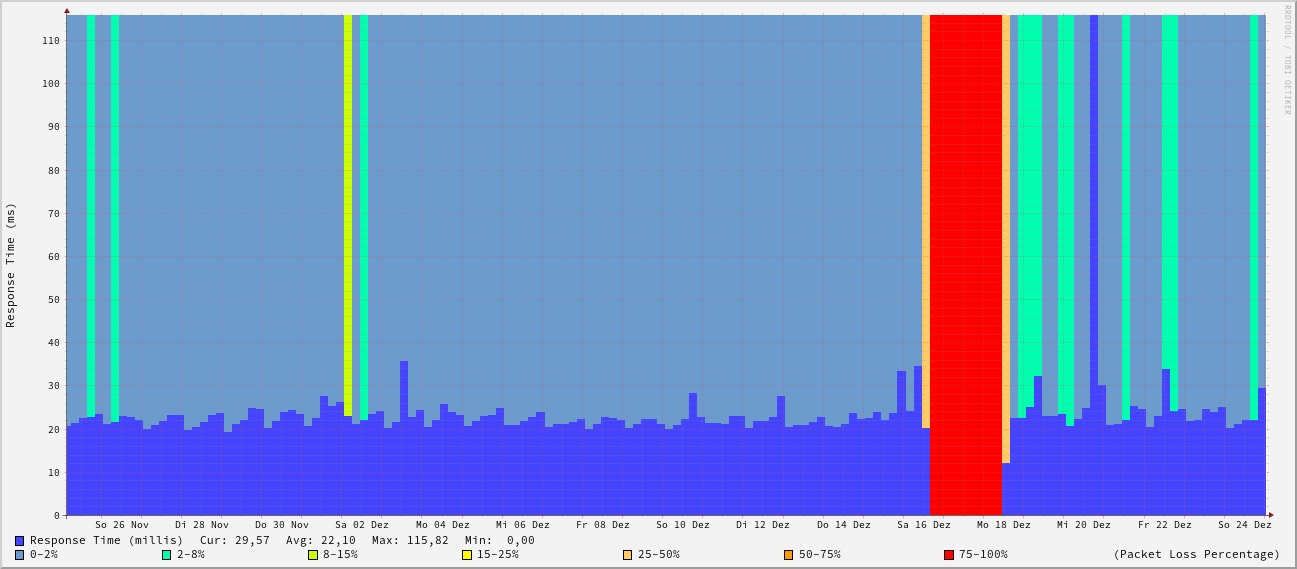 RRDTOOL / TOBI OETIKER
Response Time (ms)
110
100
90
80
70
60
50
40
30
20
10
0
So 26 Nov Di 28 Nov Do 30 Nov Sa 02 Dez Mo 04 Dez Mi 06 Dez Fr 08 Dez So 10 Dez Di 12 Dez Do 14 Dez Sa 16 Dez Mo 18 Dez Mi 20 Dez Fr 22 Dez So 24 Dez
Response Time (millis) Cur: 29,57 Avg: 22,10 Max: 115,82 Min: 0,00
0-2% 2-8% 8-15% 15-25% 25-50% 50-75% 75-100% (Packet Loss Percentage)